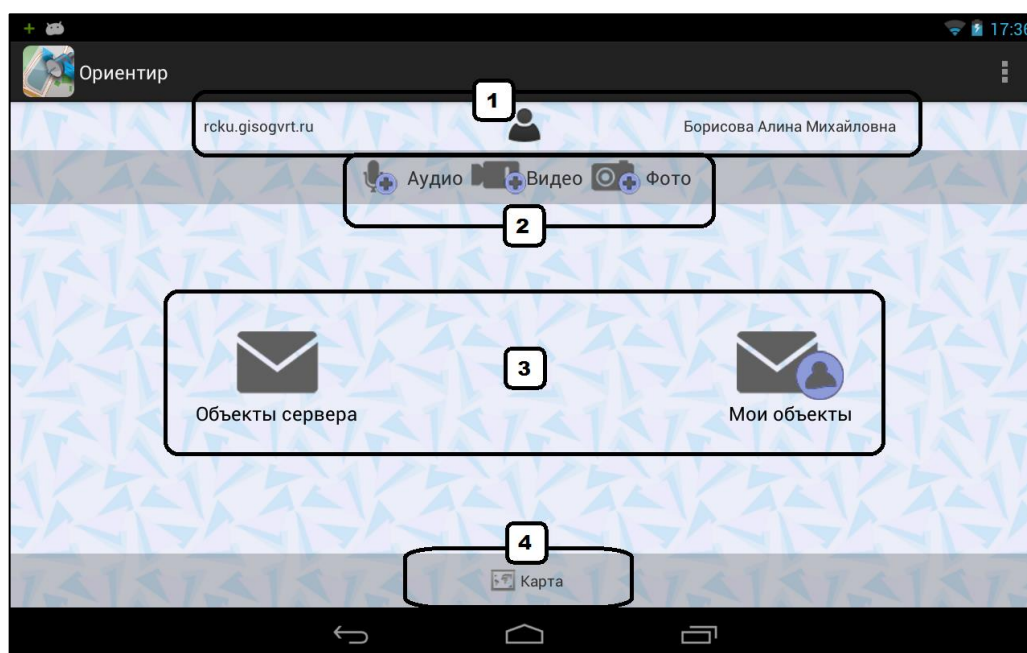 17:36
Ориентир
1
rcku.gisogvrt.ru Борисова Алина Михайловна
Аудио Видео Фото
2
3
Объекты сервера Мои объекты
4
Карта